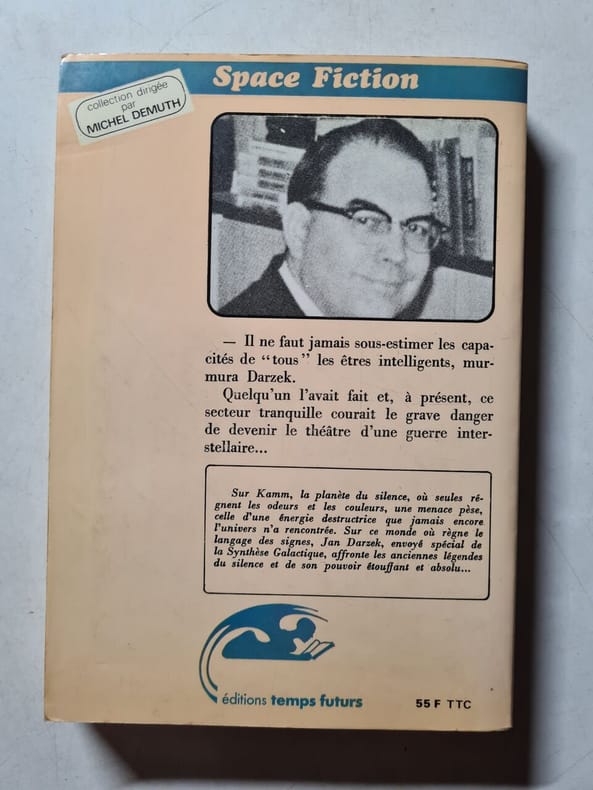 Space Fiction
collection dirigée
par
MICHEL DEMUTH
— Il ne faut jamais sous-estimer les capa-
cités de “tous” les êtres intelligents, mur-
mura Darzek.
Quelqu'un l'avait fait et, à présent, ce
secteur tranquille courait le grave danger
de devenir le théâtre d'une guerre inter-
stellaire...
Sur Kamm, la planète du silence, où seules rè-
gnent les odeurs et les couleurs, une menace pèse,
celle d'une énergie destructrice que jamais encore
l'univers n'a rencontrée. Sur ce monde où règne le
langage des signes, Jan Darzek, envoyé spécial de
la Synthèse Galactique, affronte les anciennes légendes
du silence et de son pouvoir étouffant et absolu...
éditions temps futurs
55 F TTC